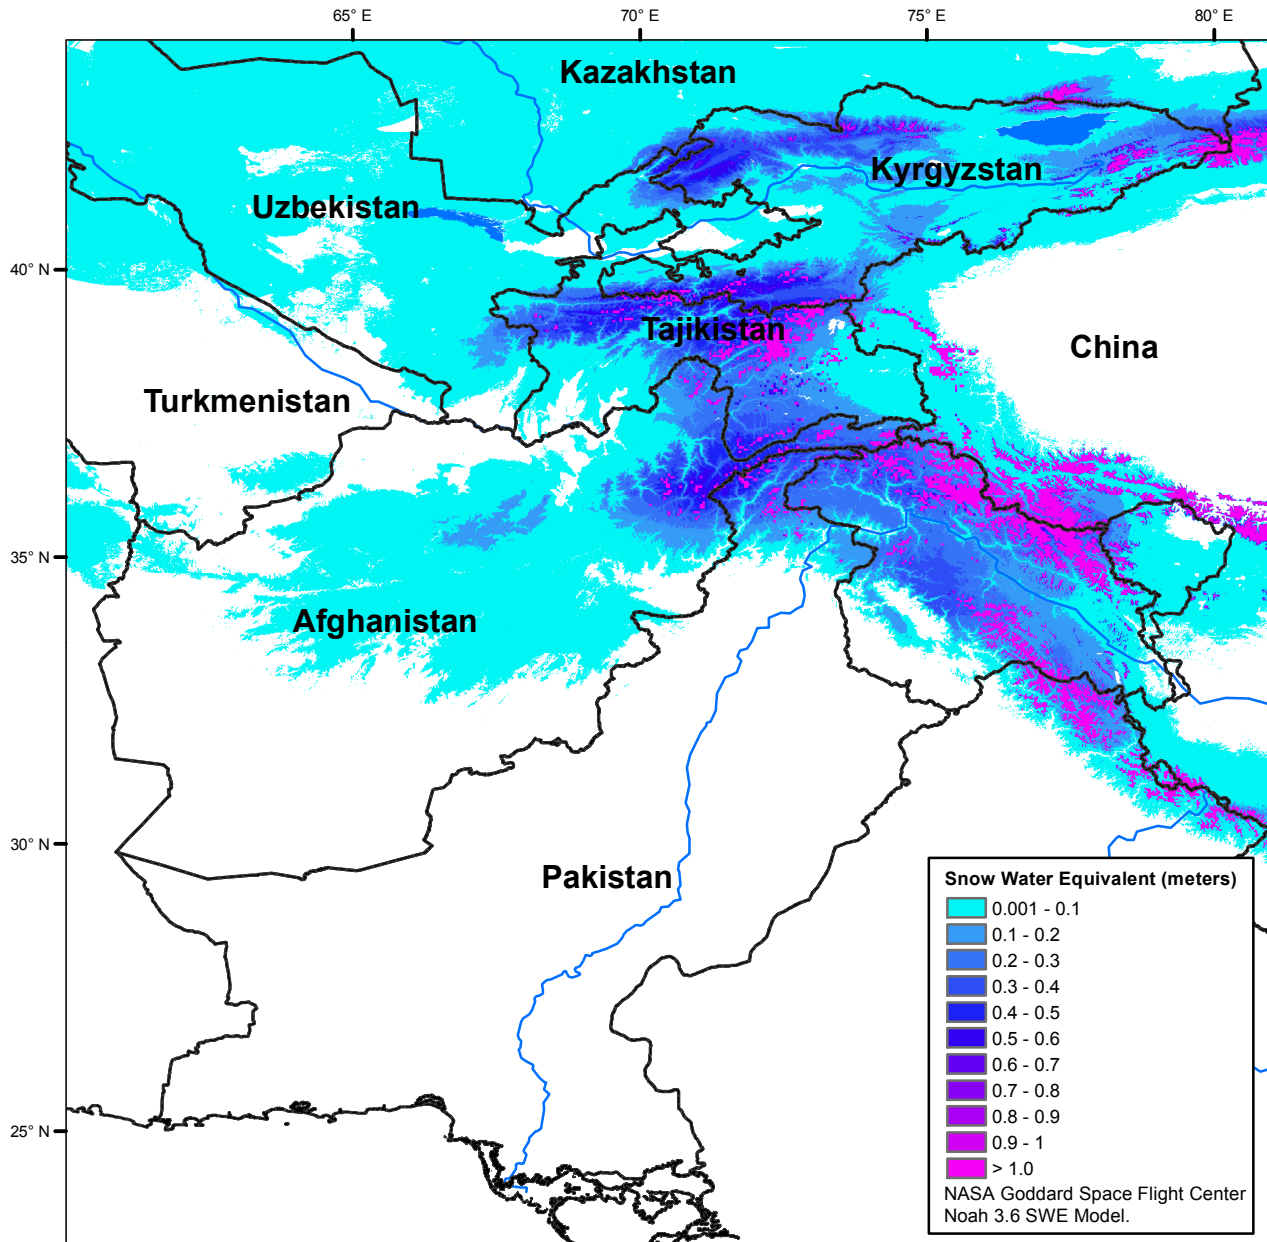 65° E
70° E
75° E
80° E
Kazakhstan
Kyrgyzstan
Uzbekistan
40° N
Tajikistan
China
Turkmenistan
35° N
Afghanistan
30° N
Pakistan
25° N
Snow Water Equivalent (meters)
0.001 - 0.1
0.1 - 0.2
0.2 - 0.3
0.3 - 0.4
0.4 - 0.5
0.5 - 0.6
0.6 - 0.7
0.7 - 0.8
0.8 - 0.9
0.9 - 1
> 1.0
NASA Goddard Space Flight Center
Noah 3.6 SWE Model.